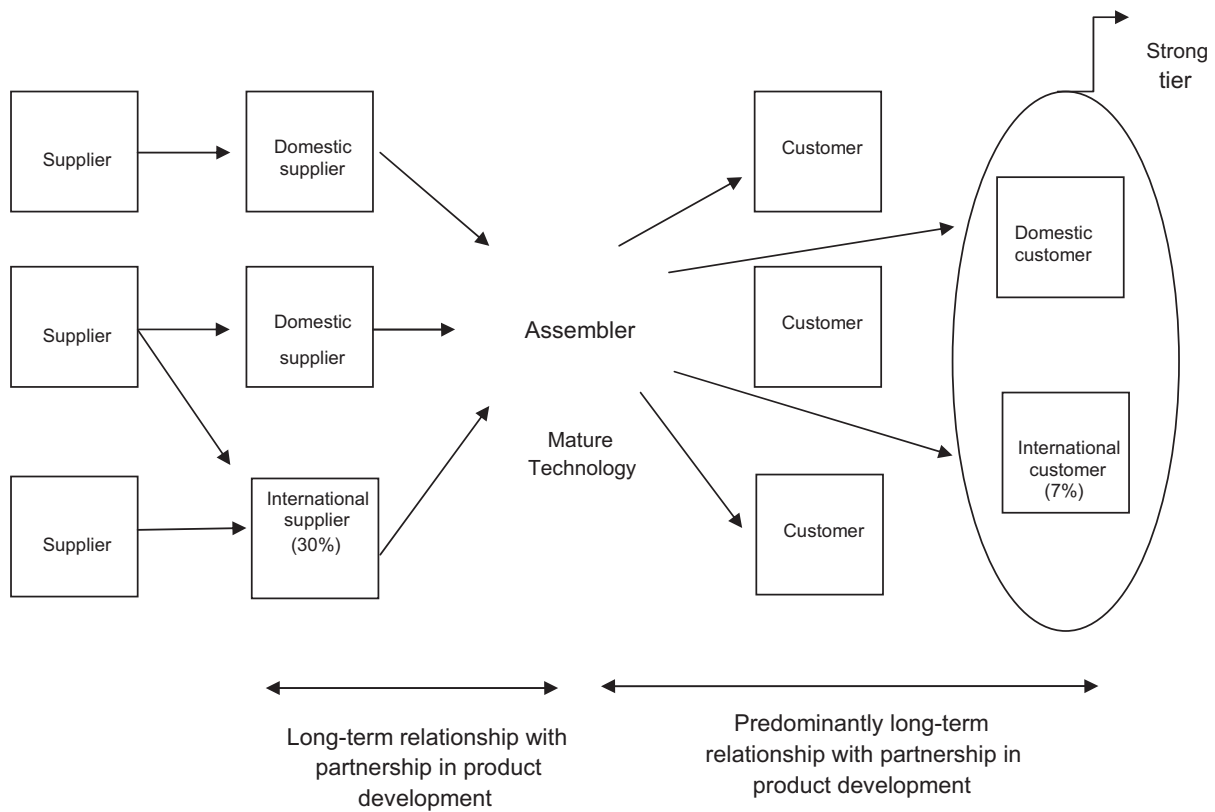 Strong
tier
Supplier
Domestic
supplier
Customer
Domestic
customer
Supplier
Domestic
supplier
Assembler
Customer
Mature
Technology
Supplier
International
supplier
(30%)
Customer
International
customer
(7%)
Long-term relationship with
partnership in product
development
Predominantly long-term
relationship with partnership in
product development